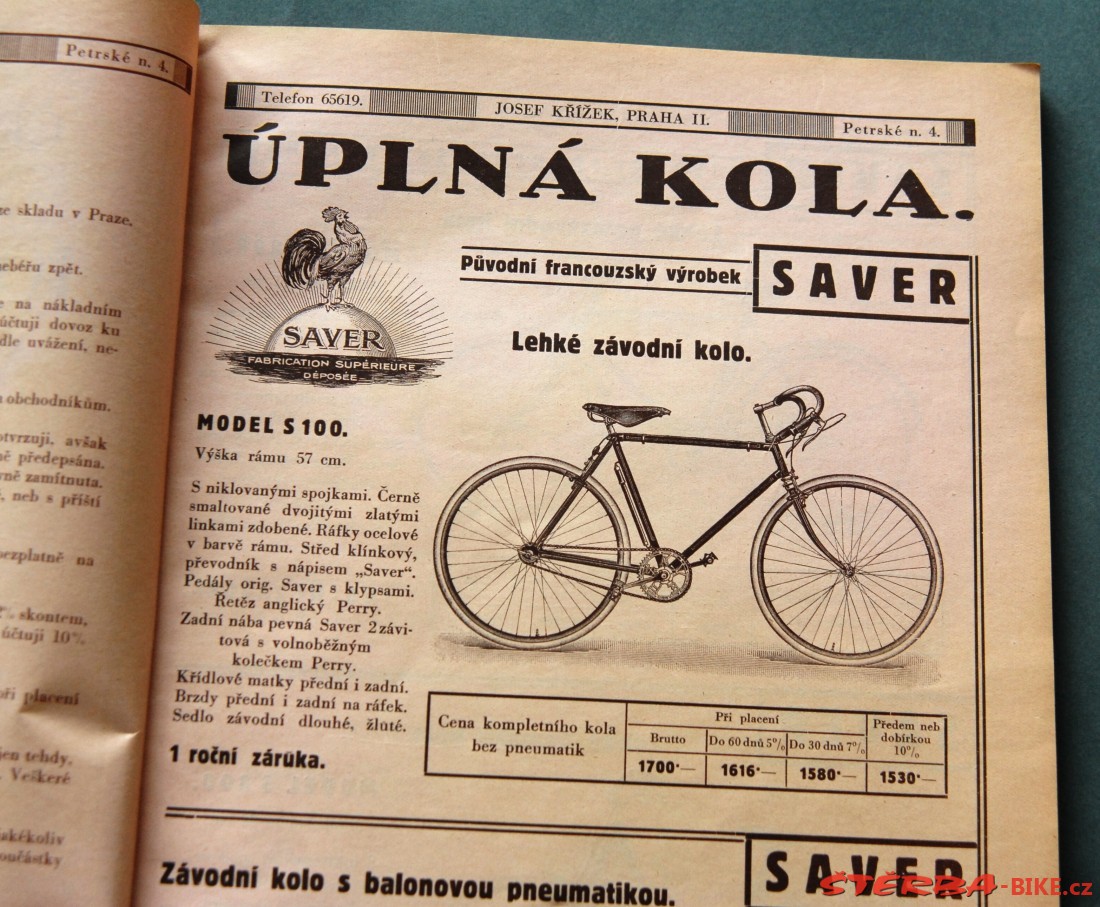 Petrské n. 4.
ze skladu v Praze.
nebéřu zpět.
e na nákladním
účtuji dovoz ku
dle uvážení, ne-
obchodníkům.
otvrzuji, avšak
ně předepsána.
vně zamítnuta.
neb s příští
bezplatně na
% skontem,
účtuji 10%
při placení
jen tehdy,
Veškeré
jakékoliv
součástky
Telefon 65619. JOSEF KŘÍŽEK, PRAHA II. Petrské n. 4.
ÚPLNÁ KOLA.
SAVER
FABRICATION SUPÉRIEURE
DÉPOSÉE
Původní francouzský výrobek SAVER
Lehké závodní kolo.
MODEL S 100.
Výška rámu 57 cm.
S niklovanými spojkami. Černě
smaltované dvojitými zlatými
linkami zdobené. Ráfky ocelové
v barvě rámu. Střed klínkový,
převodník s nápisem „Saver“.
Pedály orig. Saver s klypsami.
Řetěz anglický Perry.
Zadní nába pevná Saver 2závi-
tová s volnoběžným
kolečkem Perry.
Křídlové matky přední i zadní.
Brzdy přední i zadní na ráfek.
Sedlo závodní dlouhé, žluté.
1 roční záruka.
Cena kompletního kola
bez pneumatik
Při placení
Brutto Do 60 dnů 5% Do 30 dnů 7%
Předem neb
dobírkou
10%
1700·— 1616·— 1580·— 1530·—
Závodní kolo s balonovou pneumatikou.
SAVER
ŠTĚRBA-BIKE.cz